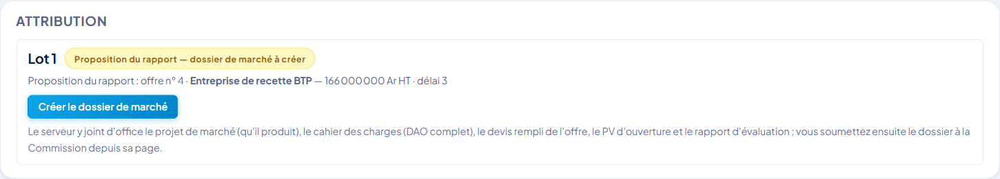 ATTRIBUTION
Lot 1 Proposition du rapport — dossier de marché à créer
Proposition du rapport : offre n° 4 · Entreprise de recette BTP — 166 000 000 Ar HT · délai 3
Créer le dossier de marché
Le serveur y joint d'office le projet de marché (qu'il produit), le cahier des charges (DAO complet), le devis rempli de l'offre, le PV d'ouverture et le rapport d'évaluation ; vous soumettez ensuite le dossier à la
Commission depuis sa page.